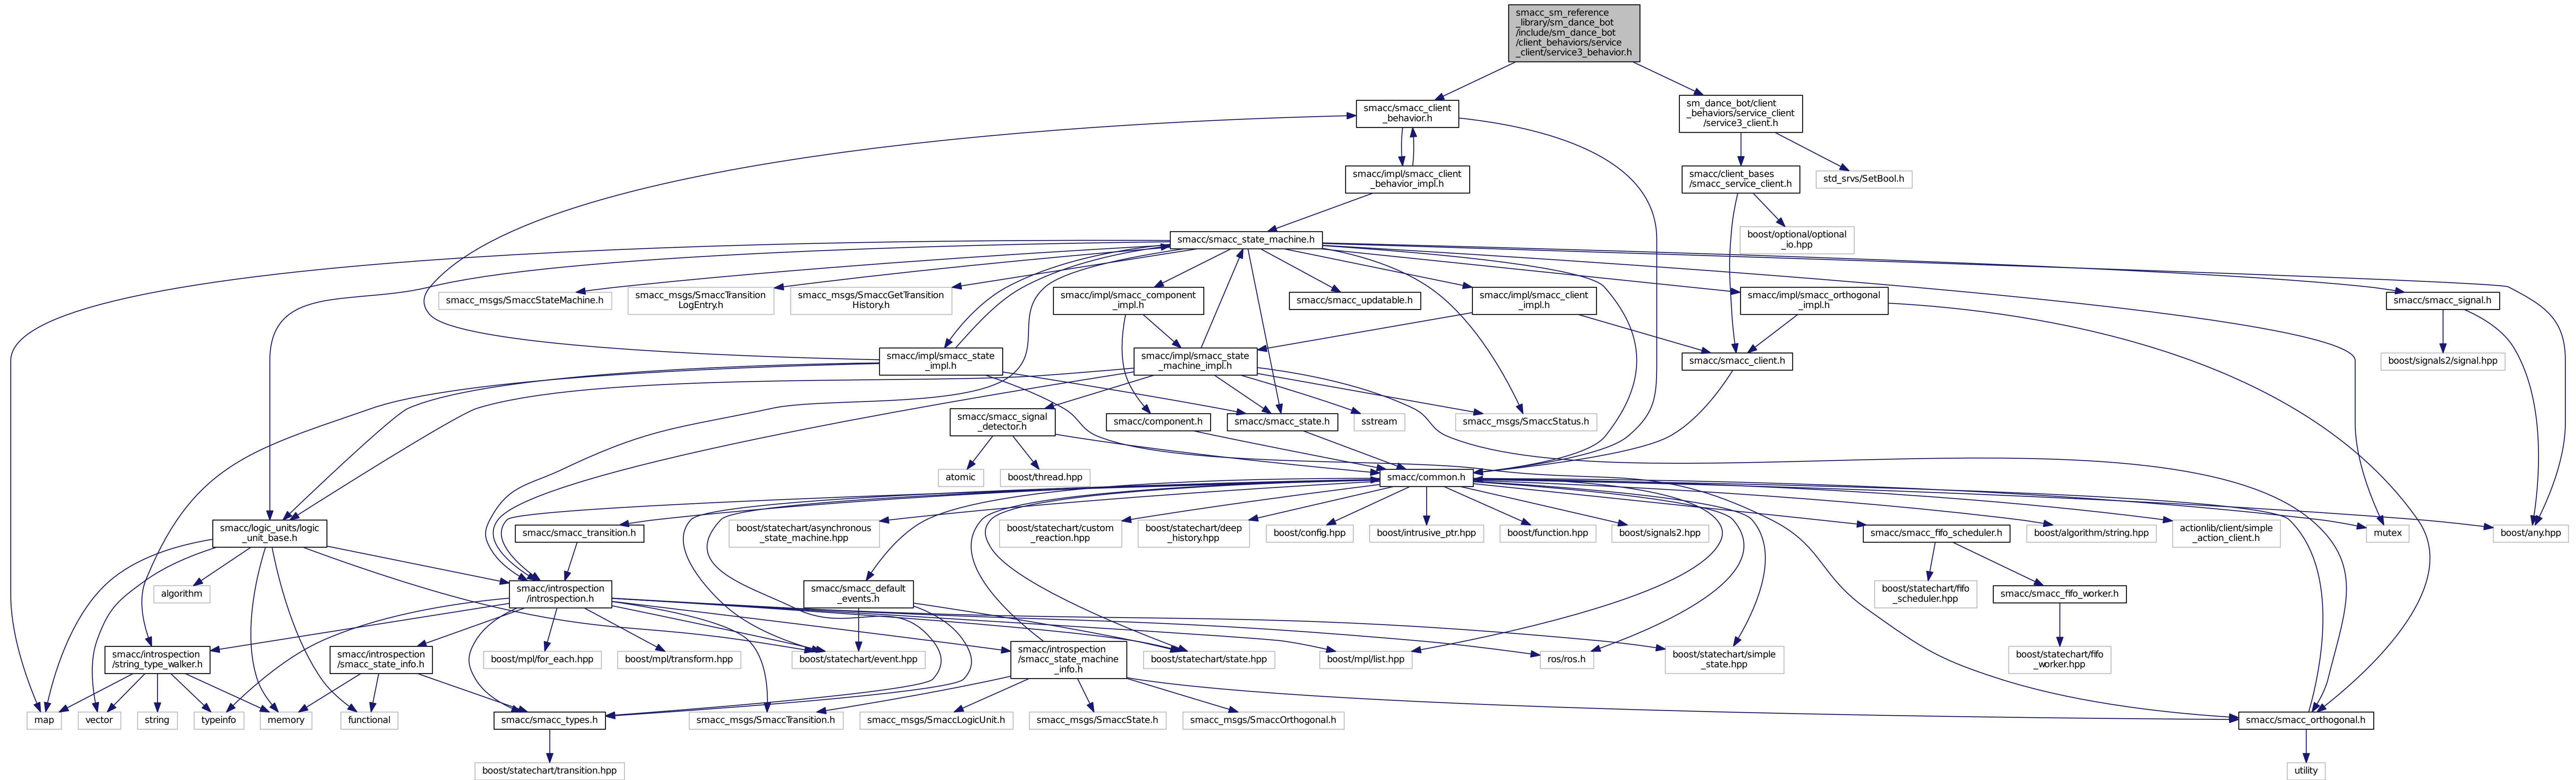 smacc_sm_reference
_library/sm_dance_bot
/include/sm_dance_bot
/client_behaviors/service
_client/service3_behavior.h
smacc/smacc_client
_behavior.h
sm_dance_bot/client
_behaviors/service_client
/service3_client.h
smacc/impl/smacc_client
_behavior_impl.h
smacc/client_bases
/smacc_service_client.h
std_srvs/SetBool.h
smacc/smacc_state_machine.h
boost/optional/optional
_io.hpp
smacc_msgs/SmaccStateMachine.h
smacc_msgs/SmaccTransition
LogEntry.h
smacc_msgs/SmaccGetTransition
History.h
smacc/impl/smacc_component
_impl.h
smacc/smacc_updatable.h
smacc/impl/smacc_client
_impl.h
smacc/impl/smacc_orthogonal
_impl.h
smacc/smacc_signal.h
smacc/impl/smacc_state
_impl.h
smacc/impl/smacc_state
_machine_impl.h
smacc/smacc_client.h
boost/signals2/signal.hpp
smacc/smacc_signal
_detector.h
smacc/component.h
smacc/smacc_state.h
sstream
smacc_msgs/SmaccStatus.h
atomic
boost/thread.hpp
smacc/common.h
smacc/logic_units/logic
_unit_base.h
smacc/smacc_transition.h
boost/statechart/asynchronous
_state_machine.hpp
boost/statechart/custom
_reaction.hpp
boost/statechart/deep
_history.hpp
boost/config.hpp
boost/intrusive_ptr.hpp
boost/function.hpp
boost/signals2.hpp
smacc/smacc_fifo_scheduler.h
boost/algorithm/string.hpp
actionlib/client/simple
_action_client.h
mutex
boost/any.hpp
algorithm
smacc/introspection
/introspection.h
smacc/smacc_default
_events.h
boost/statechart/fifo
_scheduler.hpp
smacc/smacc_fifo_worker.h
smacc/introspection
/string_type_walker.h
smacc/introspection
/smacc_state_info.h
boost/mpl/for_each.hpp
boost/mpl/transform.hpp
boost/statechart/event.hpp
smacc/introspection
/smacc_state_machine
_info.h
boost/statechart/state.hpp
boost/mpl/list.hpp
ros/ros.h
boost/statechart/simple
_state.hpp
boost/statechart/fifo
_worker.hpp
map
vector
string
typeinfo
memory
functional
smacc/smacc_types.h
smacc_msgs/SmaccTransition.h
smacc_msgs/SmaccLogicUnit.h
smacc_msgs/SmaccState.h
smacc_msgs/SmaccOrthogonal.h
smacc/smacc_orthogonal.h
boost/statechart/transition.hpp
utility